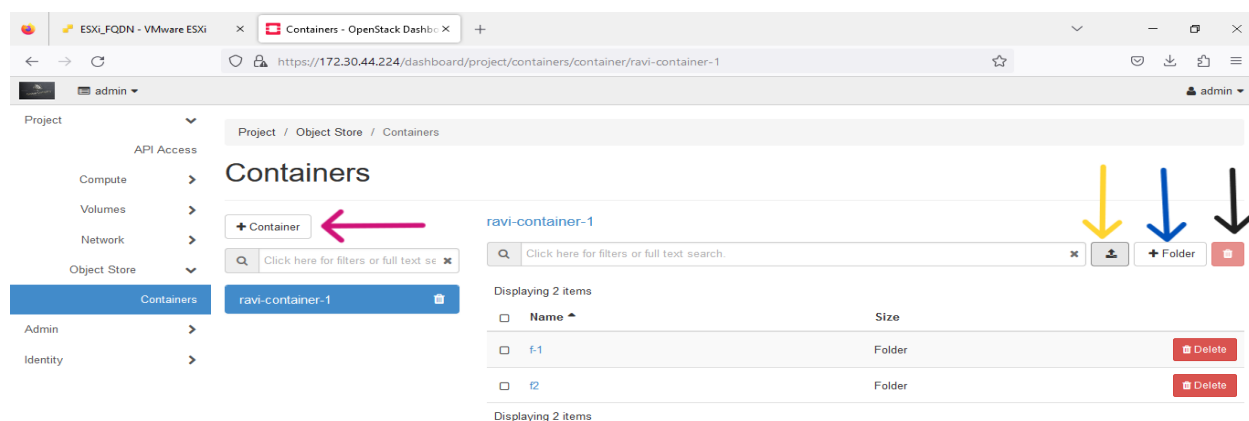 ESXi_FQDN - VMware ESXi
Containers - OpenStack Dashbo
https://172.30.44.224/dashboard/project/containers/container/ravi-container-1
admin
admin
Project
API Access
Compute
Volumes
Network
Object Store
Containers
Admin
Identity
Project / Object Store / Containers
Containers
+ Container
Click here for filters or full text se
ravi-container-1
ravi-container-1
Click here for filters or full text search.
+ Folder
Displaying 2 items
Name Size
f-1 Folder Delete
f2 Folder Delete
Displaying 2 items